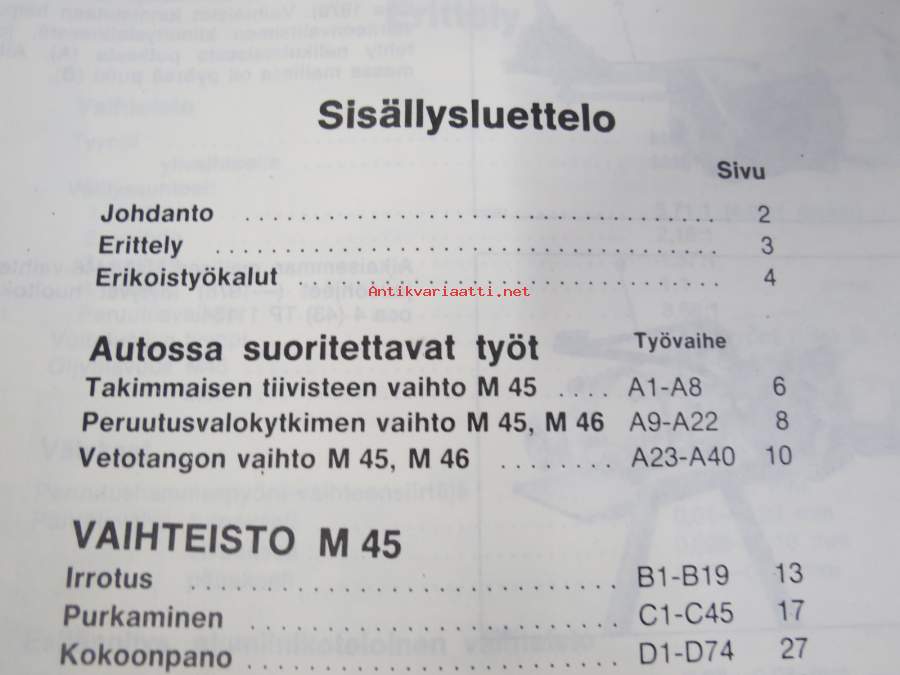 Sisällysluettelo
Sivu
Johdanto 2
Erittely 3
Erikoistyökalut 4
Antikvariaatti.net
Autossa suoritettavat työt Työvaihe
Takimmaisen tiivisteen vaihto M 45 A1-A8 6
Peruutusvalokytkimen vaihto M 45, M 46 A9-A22 8
Vetotangon vaihto M 45, M 46 A23-A40 10
VAIHTEISTO M 45
Irrotus B1-B19 13
Purkaminen C1-C45 17
Kokoonpano D1-D74 27